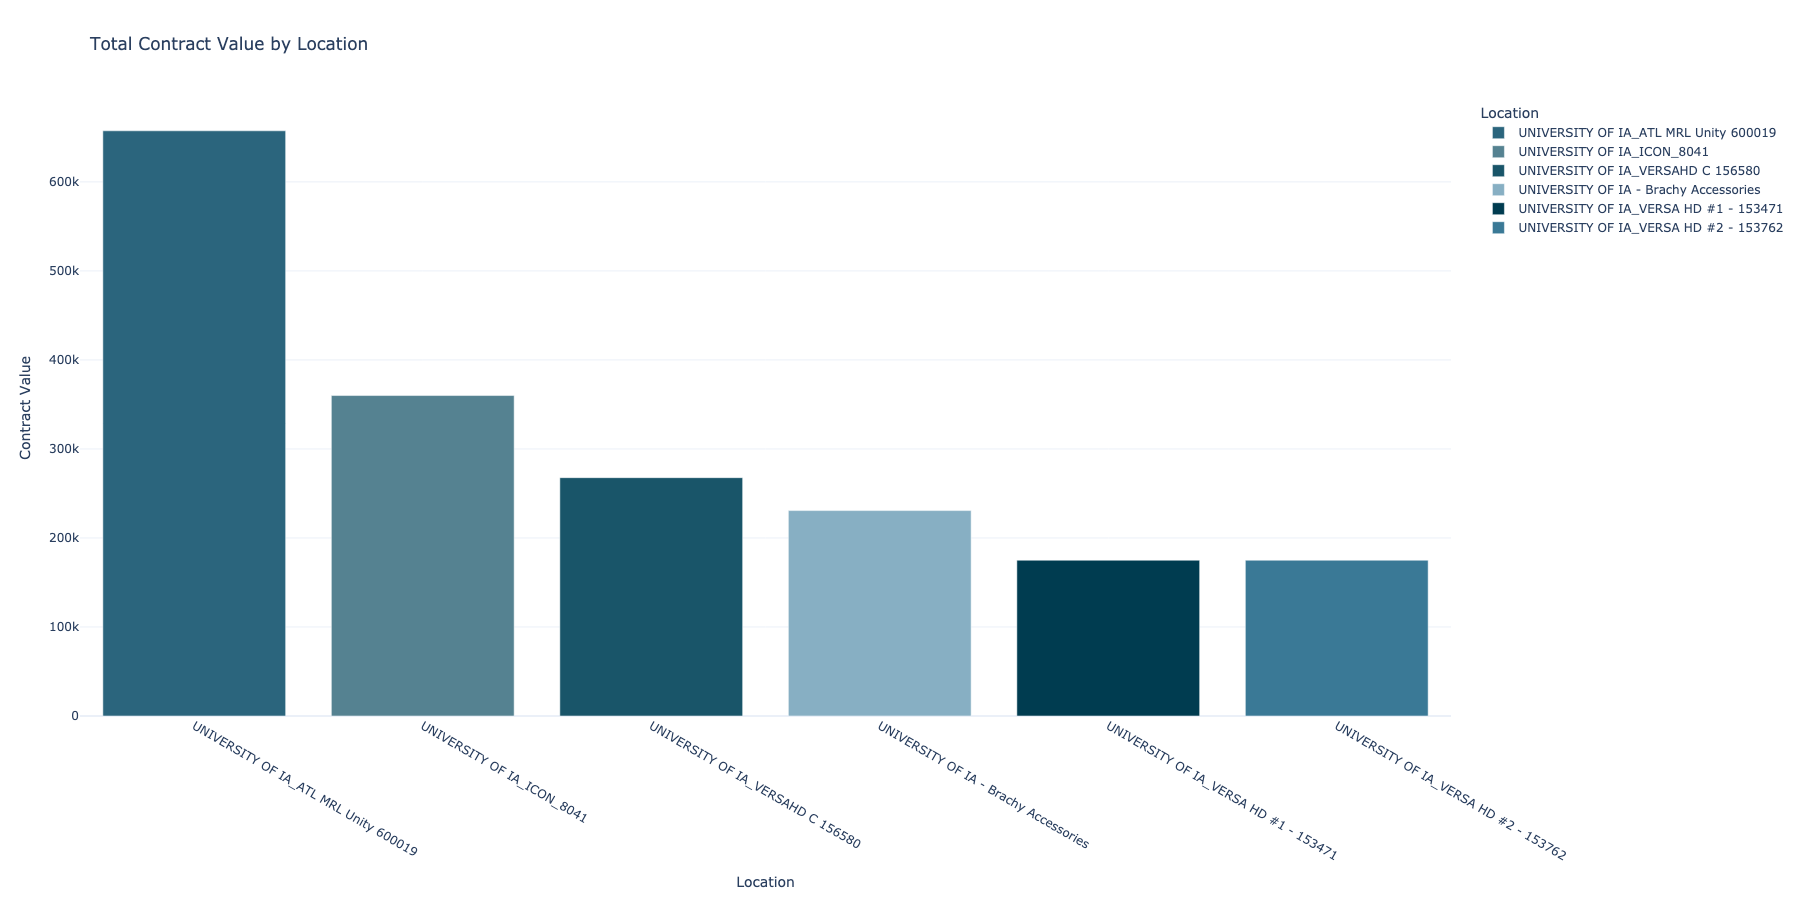 Total Contract Value by Location
Location
UNIVERSITY OF IA_ATL MRL Unity 600019
UNIVERSITY OF IA_ICON_8041
UNIVERSITY OF IA_VERSAHD C 156580
UNIVERSITY OF IA - Brachy Accessories
UNIVERSITY OF IA_VERSA HD #1 - 153471
UNIVERSITY OF IA_VERSA HD #2 - 153762
Contract Value
600k
500k
400k
300k
200k
100k
0
UNIVERSITY OF IA_ATL MRL Unity 600019
UNIVERSITY OF IA_ICON_8041
UNIVERSITY OF IA_VERSAHD C 156580
UNIVERSITY OF IA - Brachy Accessories
UNIVERSITY OF IA_VERSA HD #1 - 153471
UNIVERSITY OF IA_VERSA HD #2 - 153762
Location